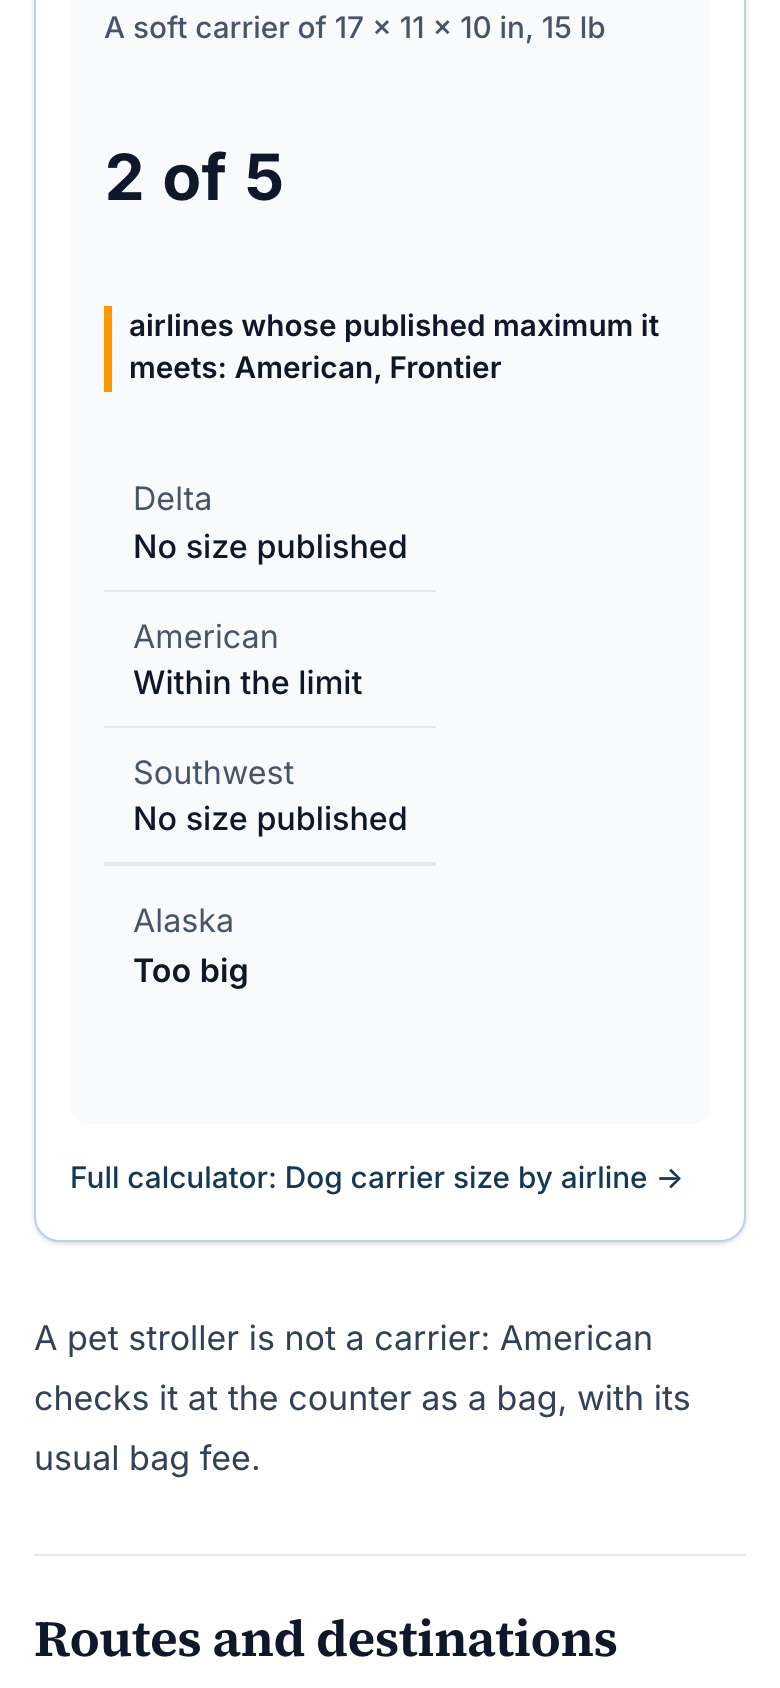 A soft carrier of 17 × 11 × 10 in, 15 lb
2 of 5
airlines whose published maximum it
meets: American, Frontier
Delta
No size published
American
Within the limit
Southwest
No size published
Alaska
Too big
Full calculator: Dog carrier size by airline →
A pet stroller is not a carrier: American
checks it at the counter as a bag, with its
usual bag fee.
Routes and destinations